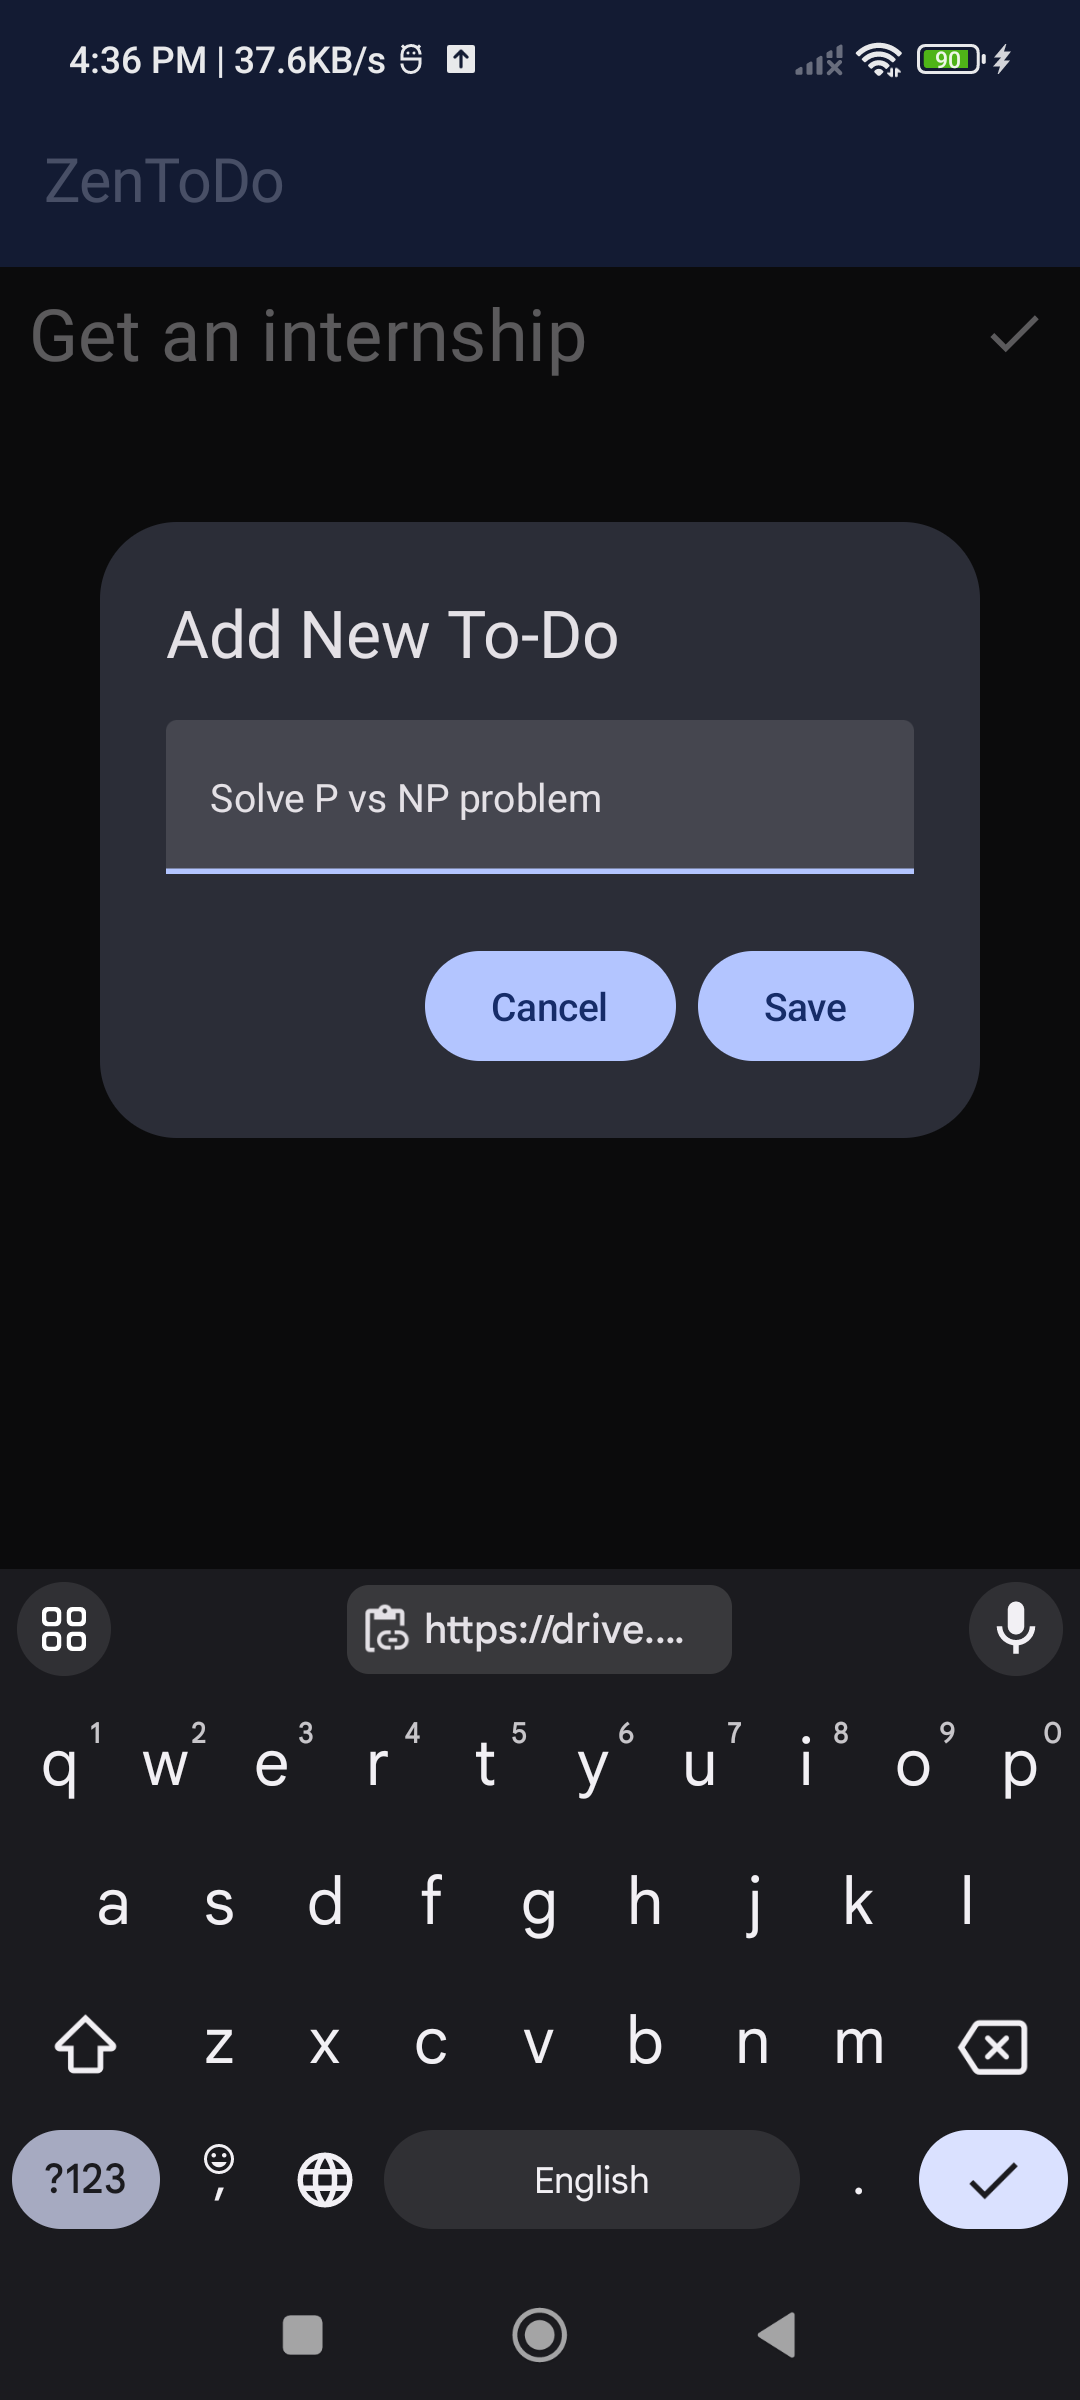 4:36 PM | 37.6KB/s 90
ZenToDo
Get an internship
Add New To-Do
Solve P vs NP problem
Cancel Save
https://drive....
1 2 3 4 5 6 7 8 9 0
q w e r t y u i o p
a s d f g h j k l
z x c v b n m
?123 , English .